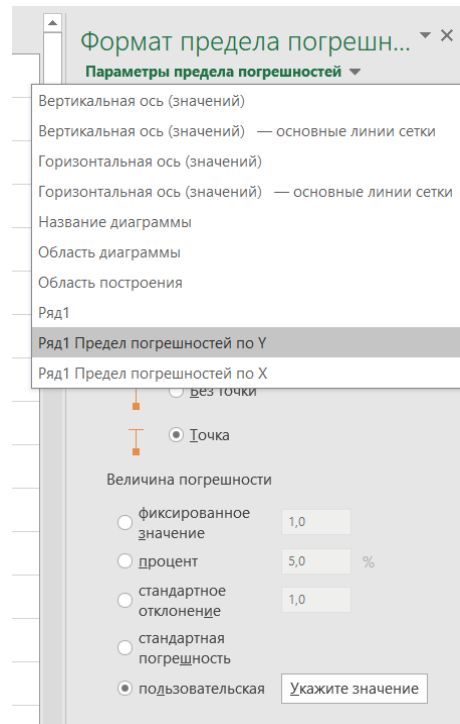 Формат предела погрешн...
Параметры предела погрешностей
Вертикальная ось (значений)
Вертикальная ось (значений) — основные линии сетки
Горизонтальная ось (значений)
Горизонтальная ось (значений) — основные линии сетки
Название диаграммы
Область диаграммы
Область построения
Ряд1
Ряд1 Предел погрешностей по Y
Ряд1 Предел погрешностей по X
Без точки
Точка
Величина погрешности
фиксированное
значение 1,0
процент 5,0 %
стандартное
отклонение 1,0
стандартная
погрешность
пользовательская Укажите значение